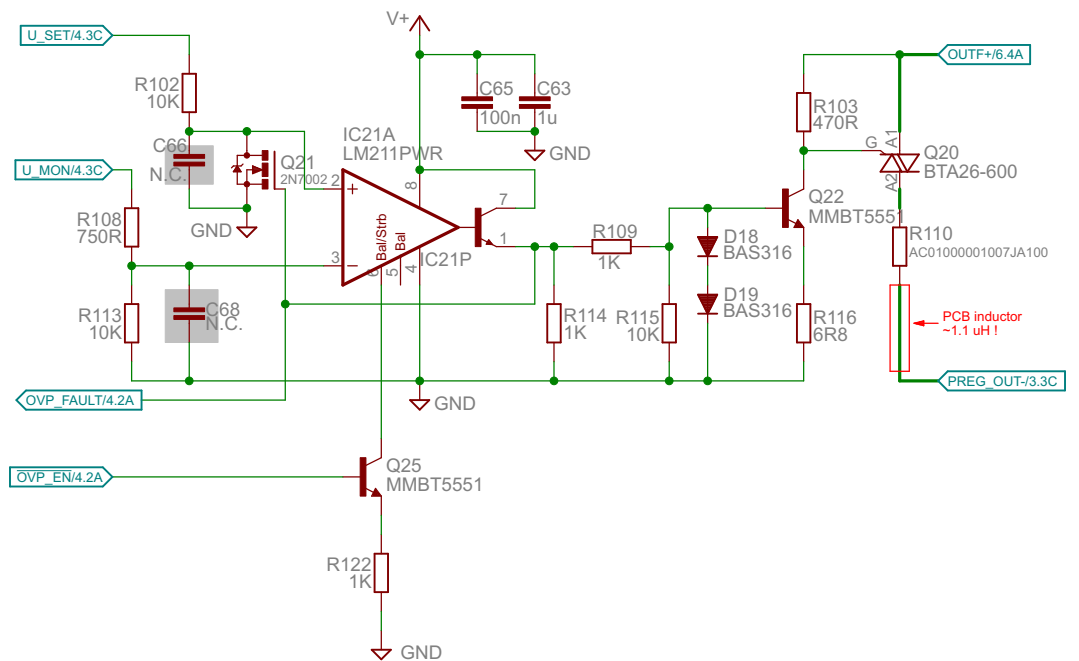 V+
U_SET/4.3C
OUTF+/6.4A
R102
10K
C65
100n
C63
1u
R103
470R
C66
N.C.
Q21
2N7002
IC21A
LM211PWR
GND
G
A1
A2
Q20
BTA26-600
U_MON/4.3C
R108
750R
GND
2
+
8
7
Q22
MMBT5551
Bal/Strb
Bal
1
R109
1K
D18
BAS316
R110
AC01000001007JA100
3
−
6
5
4
IC21P
D19
BAS316
R113
10K
C68
N.C.
R114
1K
R115
10K
R116
6R8
PCB inductor
~1.1 uH !
OVP_FAULT/4.2A
GND
PREG_OUT-/3.3C
OVP_EN/4.2A
Q25
MMBT5551
R122
1K
GND